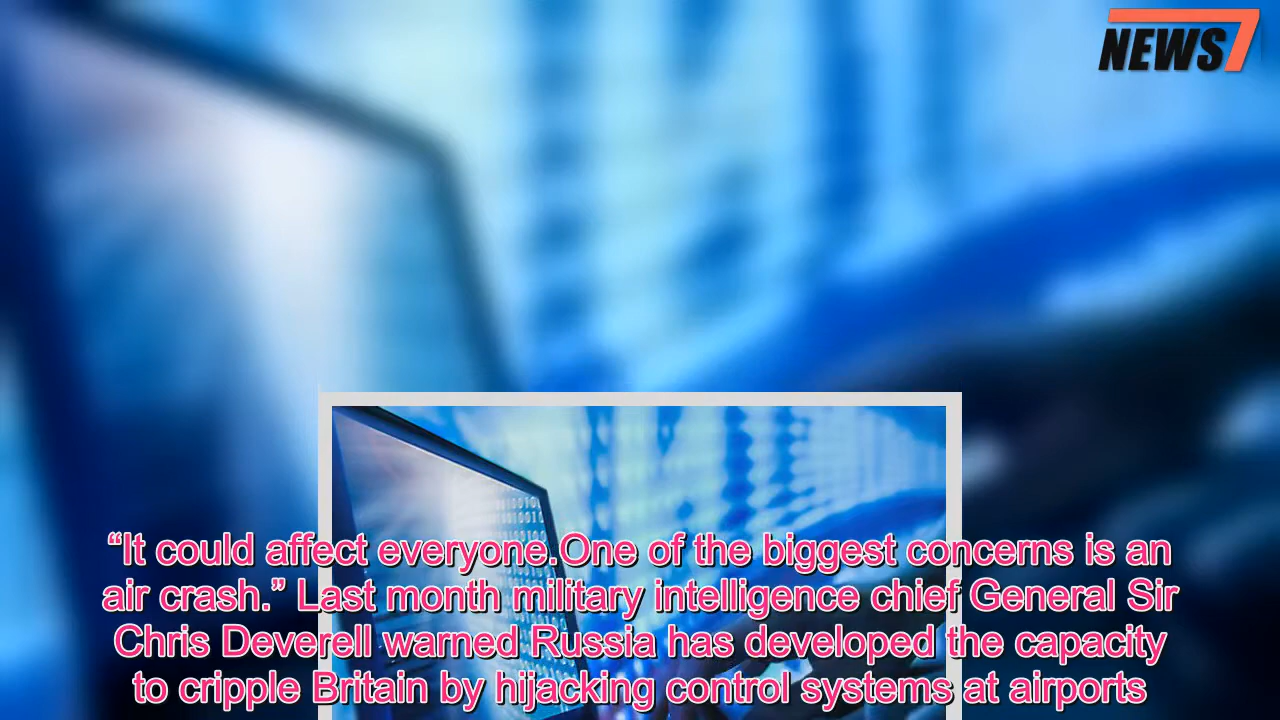 NEWS7
“It could affect everyone.One of the biggest concerns is an
air crash.” Last month military intelligence chief General Sir
Chris Deverell warned Russia has developed the capacity
to cripple Britain by hijacking control systems at airports